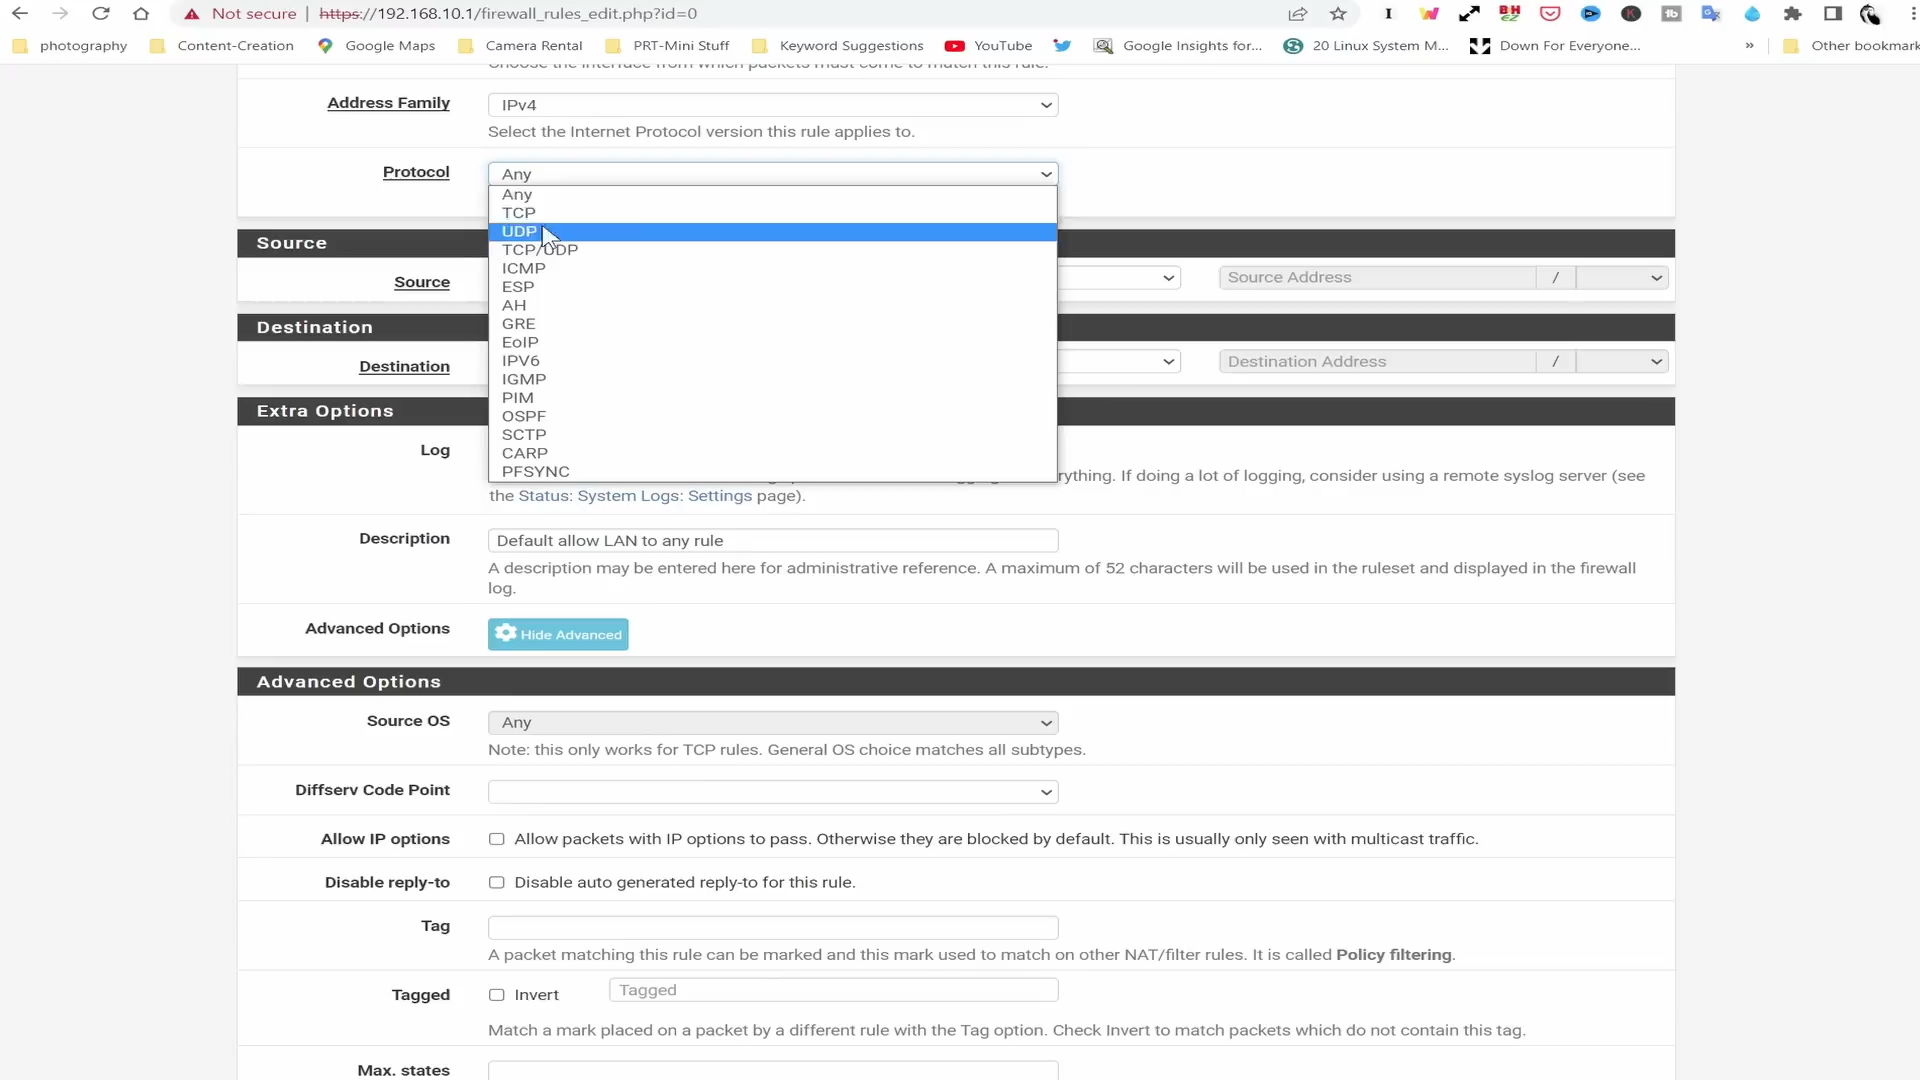 Not secure | https://192.168.10.1/firewall_rules_edit.php?id=0
photography Content-Creation Google Maps Camera Rental PRT-Mini Stuff Keyword Suggestions YouTube Google Insights for... 20 Linux System M... Down For Everyone... » Other bookmark
Choose the interface from which packets must come to match this rule.
Address Family IPv4
Select the Internet Protocol version this rule applies to.
Protocol Any
Any
TCP
UDP
TCP/UDP
ICMP
ESP
AH
GRE
EoIP
IPV6
IGMP
PIM
OSPF
SCTP
CARP
PFSYNC
Source
Source Source Address /
Destination
Destination Destination Address /
Extra Options
Log
rything. If doing a lot of logging, consider using a remote syslog server (see
the Status: System Logs: Settings page).
Description Default allow LAN to any rule
A description may be entered here for administrative reference. A maximum of 52 characters will be used in the ruleset and displayed in the firewall
log.
Advanced Options Hide Advanced
Advanced Options
Source OS Any
Note: this only works for TCP rules. General OS choice matches all subtypes.
Diffserv Code Point
Allow IP options Allow packets with IP options to pass. Otherwise they are blocked by default. This is usually only seen with multicast traffic.
Disable reply-to Disable auto generated reply-to for this rule.
Tag
A packet matching this rule can be marked and this mark used to match on other NAT/filter rules. It is called Policy filtering.
Tagged Invert Tagged
Match a mark placed on a packet by a different rule with the Tag option. Check Invert to match packets which do not contain this tag.
Max. states